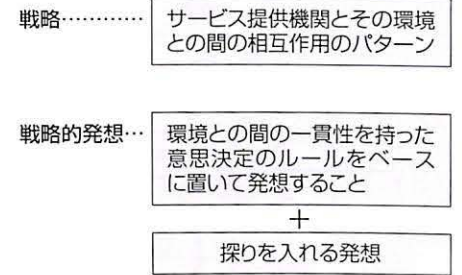 戦略………… サービス提供機関とその環境
との間の相互作用のパターン
戦略的発想… 環境との間の一貫性を持った
意思決定のルールをベース
に置いて発想すること
+
探りを入れる発想